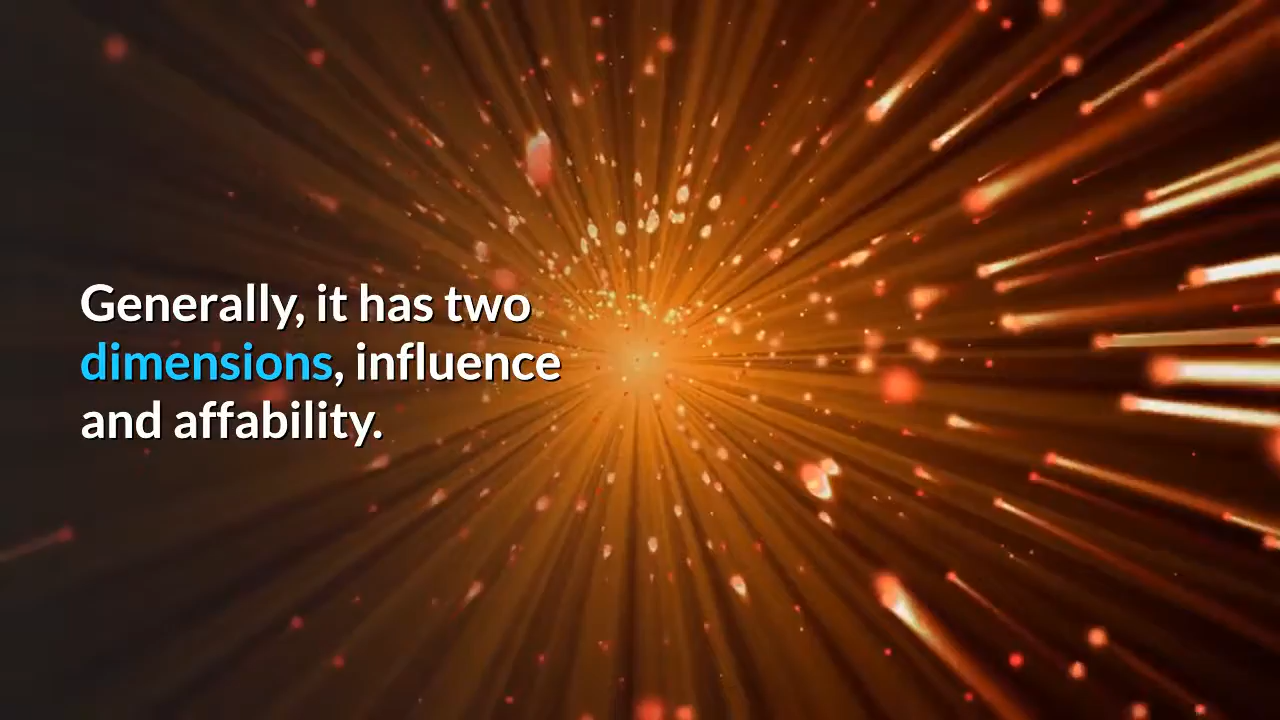 Generally, it has two
dimensions, influence
and affability.